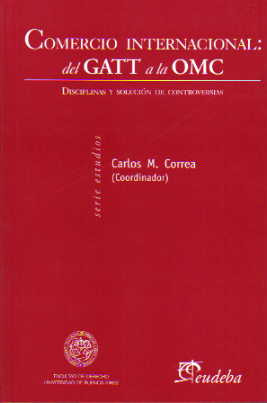 COMERCIO INTERNACIONAL:
del GATT a la OMC
DISCIPLINAS Y SOLUCIÓN DE CONTROVERSIAS
serie estudios
Carlos M. Correa
(Coordinador)
FACULTAD DE DERECHO
UNIVERSIDAD DE BUENOS AIRES
eudeba